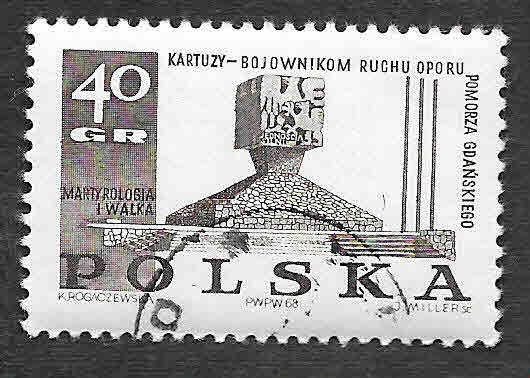 KARTUZY—BOJOWNIKOM RUCHU OPORU
POMORZA GDAŃSKIEGO
40
GR
MARTYROLOGIA
I WALKA
POLSKA
K.ROGACZEWSKA
PWPW 68
J.MILLER SC.